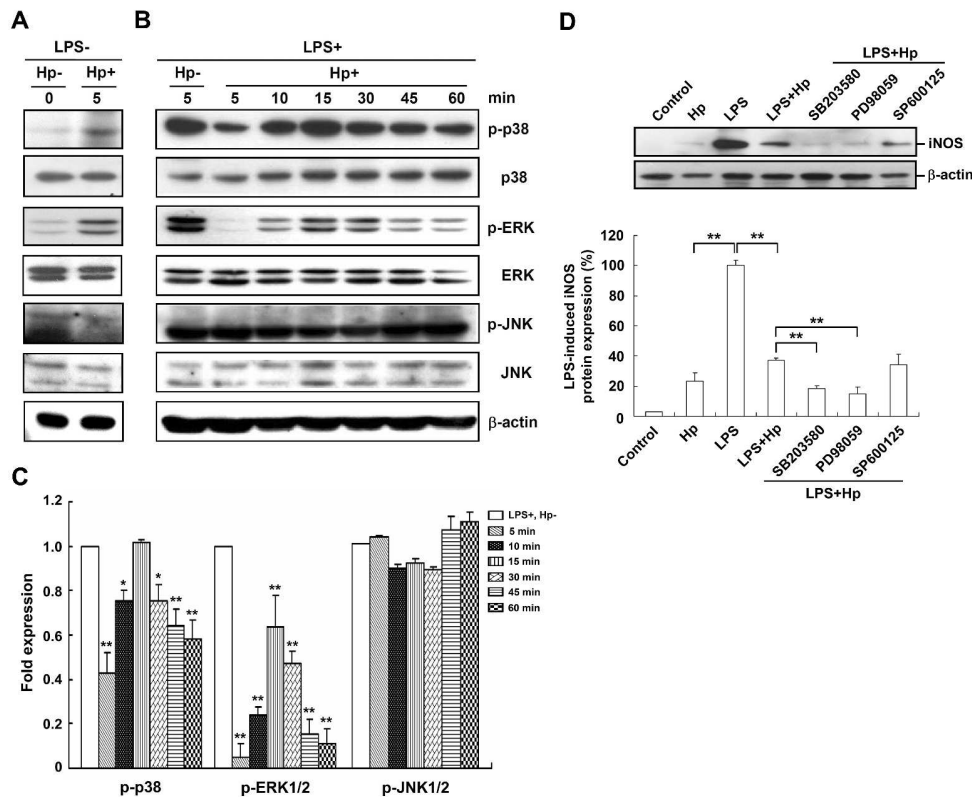 A
LPS-
Hp- Hp+
0 5
B
LPS+
Hp- Hp+
5 5 10 15 30 45 60 min
p-p38
p38
p-ERK
ERK
p-JNK
JNK
β-actin
C
Fold expression
1.2
1.0
0.8
0.6
0.4
0.2
0
** * * ** **
** ** ** ** ** **
p-p38 p-ERK1/2 p-JNK1/2
LPS+, Hp-
5 min
10 min
15 min
30 min
45 min
60 min
D
LPS+Hp
Control Hp LPS LPS+Hp SB203580 PD98059 SP600125
iNOS
β-actin
LPS-induced iNOS
protein expression (%)
120
100
80
60
40
20
0
** **
**
**
Control Hp LPS LPS+Hp SB203580 PD98059 SP600125
LPS+Hp